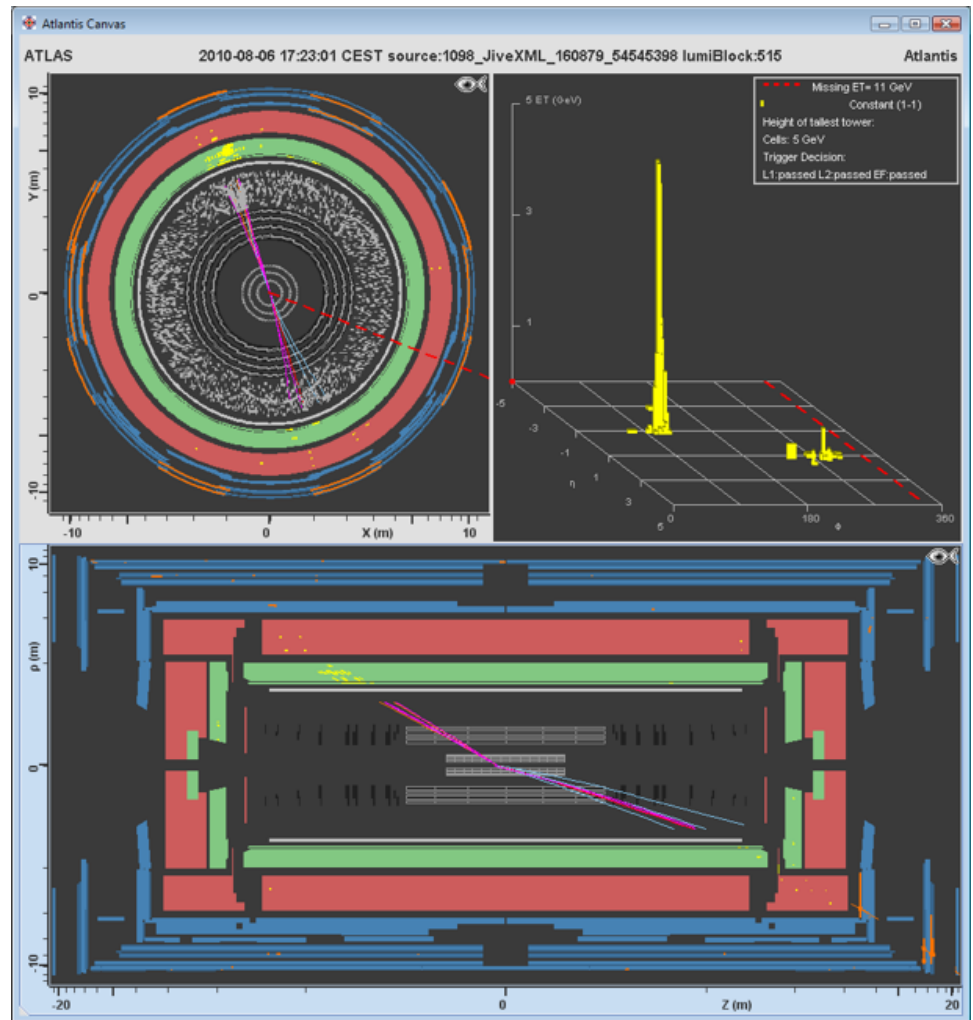 Atlantis Canvas
ATLAS 2010-08-06 17:23:01 CEST source:1098_JiveXML_160879_54545398 lumiBlock:515 Atlantis
10
Y (m)
0
-10
-10 0 X (m) 10
5 ET (GeV)
3
1
-5
-3
-1
η 1
3
5 0 180 Φ 360
Missing ET= 11 GeV
Constant (1-1)
Height of tallest tower:
Cells: 5 GeV
Trigger Decision:
L1:passed L2:passed EF:passed
10
ρ (m)
0
-10
-20 0 Z (m) 20